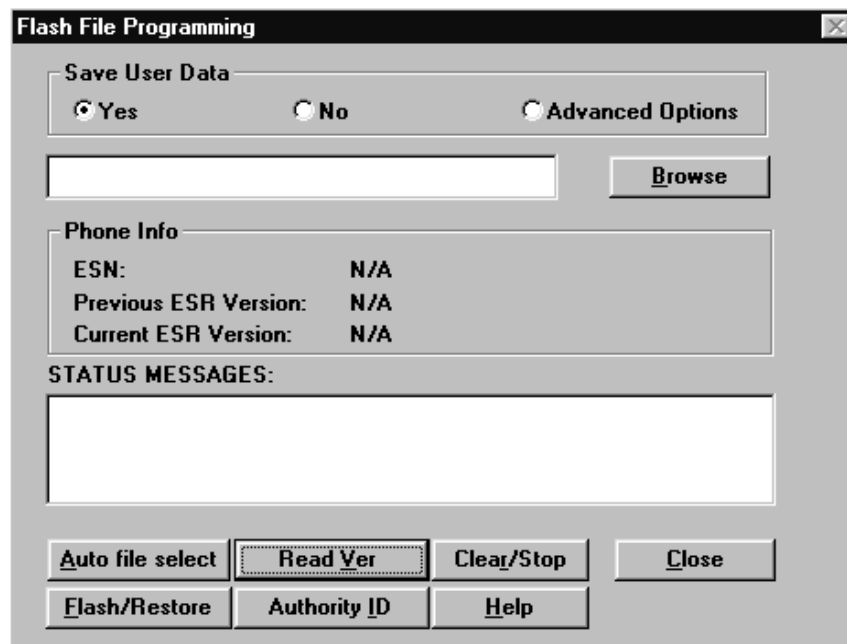 Flash File Programming
Save User Data
Yes No Advanced Options
Browse
Phone Info
ESN: N/A
Previous ESR Version: N/A
Current ESR Version: N/A
STATUS MESSAGES:
Auto file select Read Ver Clear/Stop Close
Flash/Restore Authority ID Help